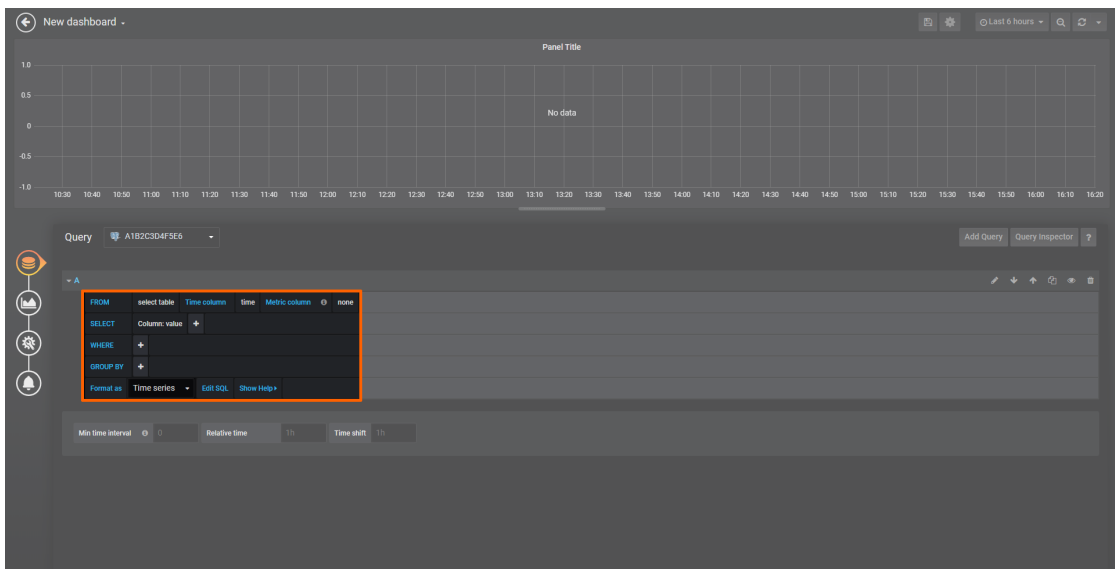 New dashboard
Last 6 hours
Panel Title
1.0
0.5
No data
0
-0.5
-1.0
10:30 10:40 10:50 11:00 11:10 11:20 11:30 11:40 11:50 12:00 12:10 12:20 12:30 12:40 12:50 13:00 13:10 13:20 13:30 13:40 13:50 14:00 14:10 14:20 14:30 14:40 14:50 15:00 15:10 15:20 15:30 15:40 15:50 16:00 16:10 16:20
Query A1B2C3D4F5E6 Add Query Query Inspector ?
A
FROM select table Time column time Metric column none
SELECT Column: value +
WHERE +
GROUP BY +
Format as Time series Edit SQL Show Help
Min time interval 0 Relative time 1h Time shift 1h